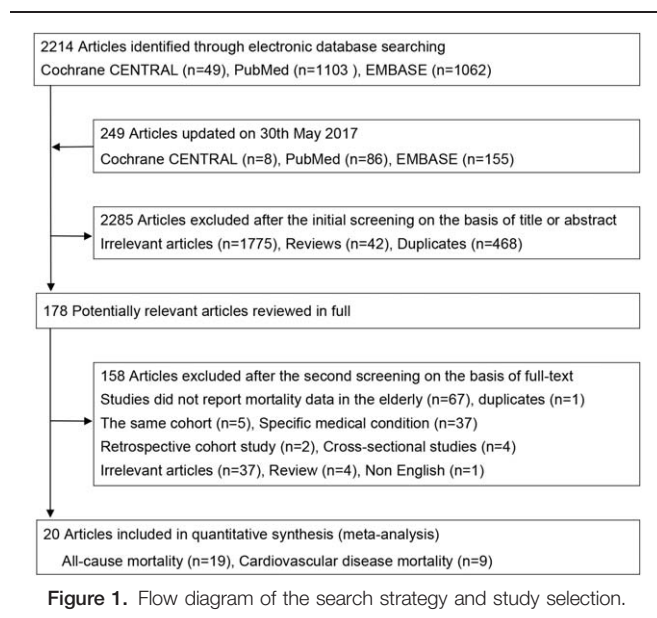 2214 Articles identified through electronic database searching
Cochrane CENTRAL (n=49), PubMed (n=1103 ), EMBASE (n=1062)
249 Articles updated on 30th May 2017
Cochrane CENTRAL (n=8), PubMed (n=86), EMBASE (n=155)
2285 Articles excluded after the initial screening on the basis of title or abstract
Irrelevant articles (n=1775), Reviews (n=42), Duplicates (n=468)
178 Potentially relevant articles reviewed in full
158 Articles excluded after the second screening on the basis of full-text
Studies did not report mortality data in the elderly (n=67), duplicates (n=1)
The same cohort (n=5), Specific medical condition (n=37)
Retrospective cohort study (n=2), Cross-sectional studies (n=4)
Irrelevant articles (n=37), Review (n=4), Non English (n=1)
20 Articles included in quantitative synthesis (meta-analysis)
All-cause mortality (n=19), Cardiovascular disease mortality (n=9)
Figure 1. Flow diagram of the search strategy and study selection.